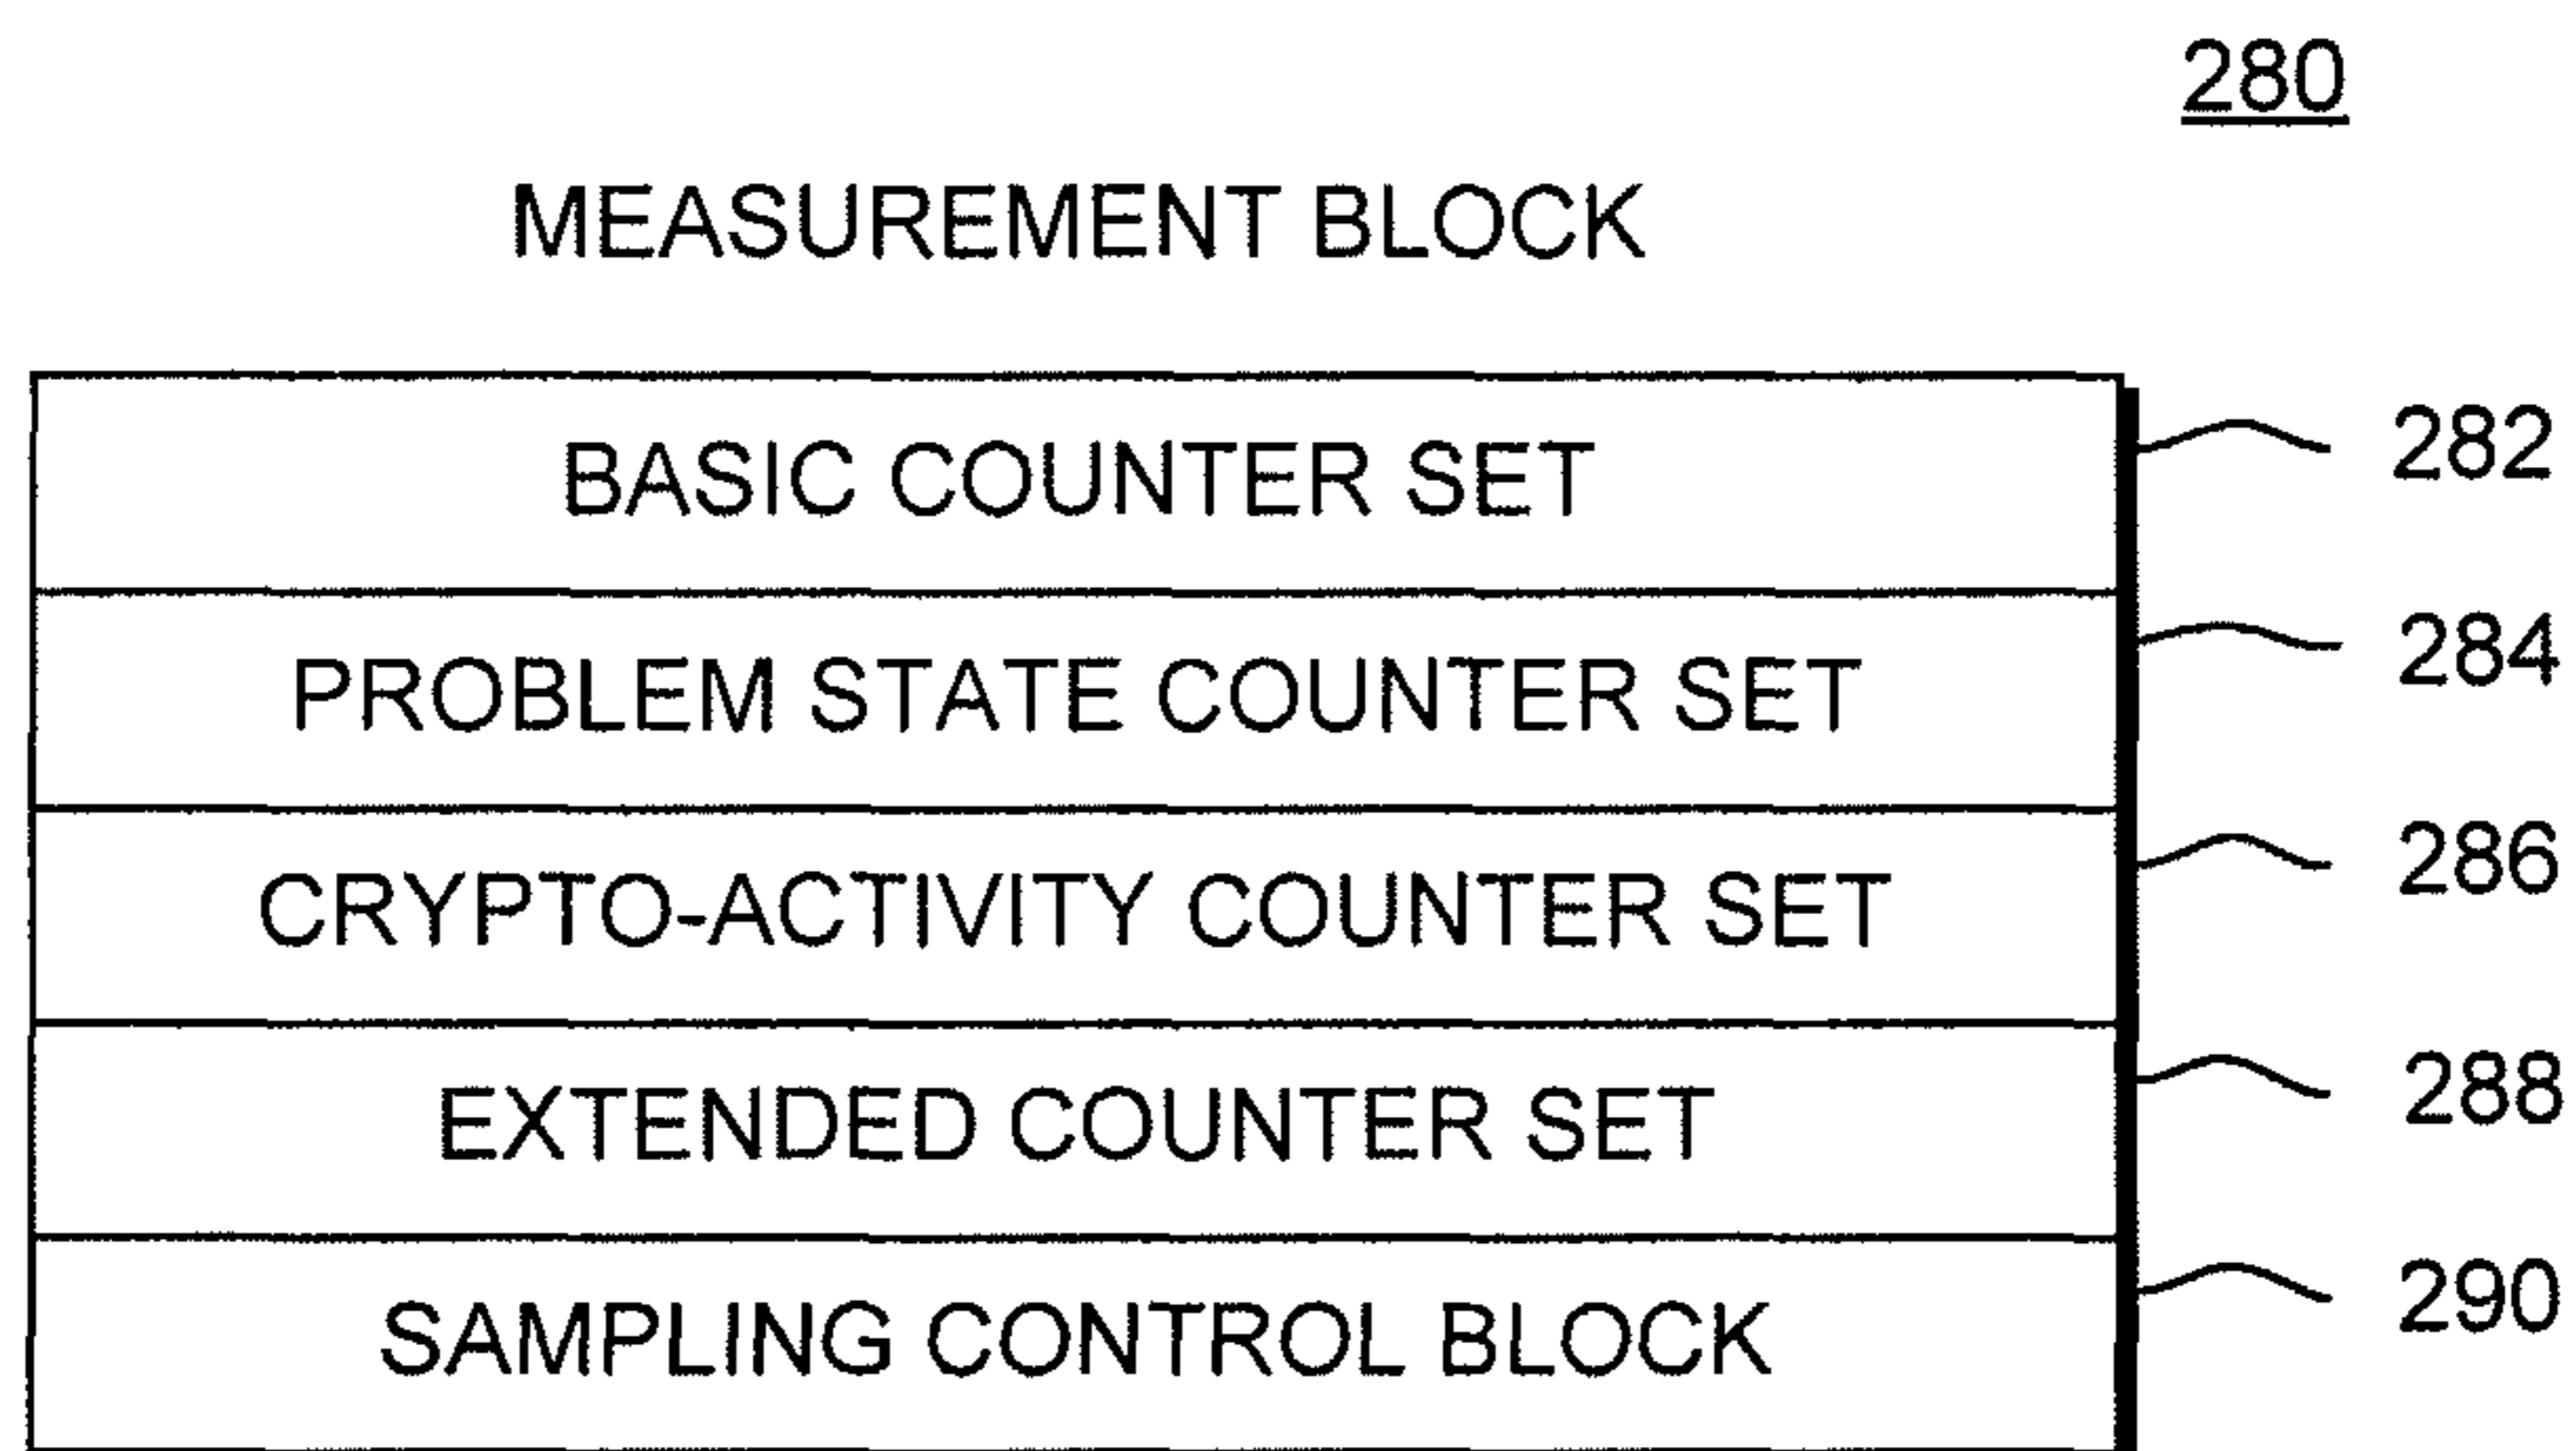 280
MEASUREMENT BLOCK
BASIC COUNTER SET 282
PROBLEM STATE COUNTER SET 284
CRYPTO-ACTIVITY COUNTER SET 286
EXTENDED COUNTER SET 288
SAMPLING CONTROL BLOCK 290